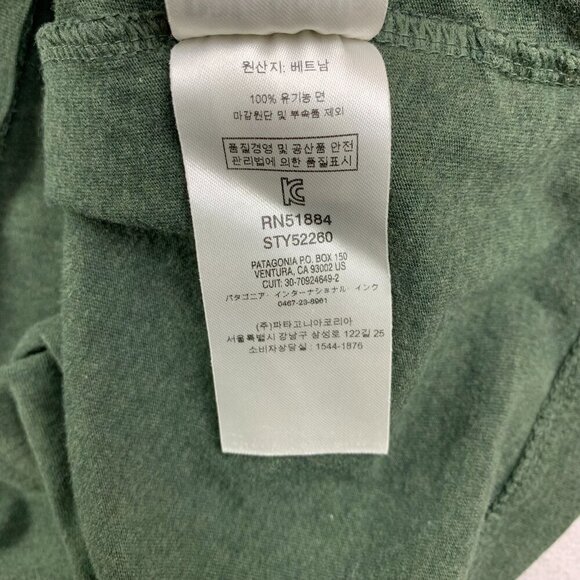 원산지: 베트남
100% 유기농 면
마감원단 및 부속품 제외
품질경영 및 공산품 안전
관리법에 의한 품질표시
RN51884
STY52260
PATAGONIA P.O. BOX 150
VENTURA, CA 93002 US
CUIT: 30-70924649-2
パタゴニア・インターナショナル・インク
0467-23-8961
(주)파타고니아코리아
서울특별시 강남구 삼성로 122길 25
소비자상담실 : 1544-1876